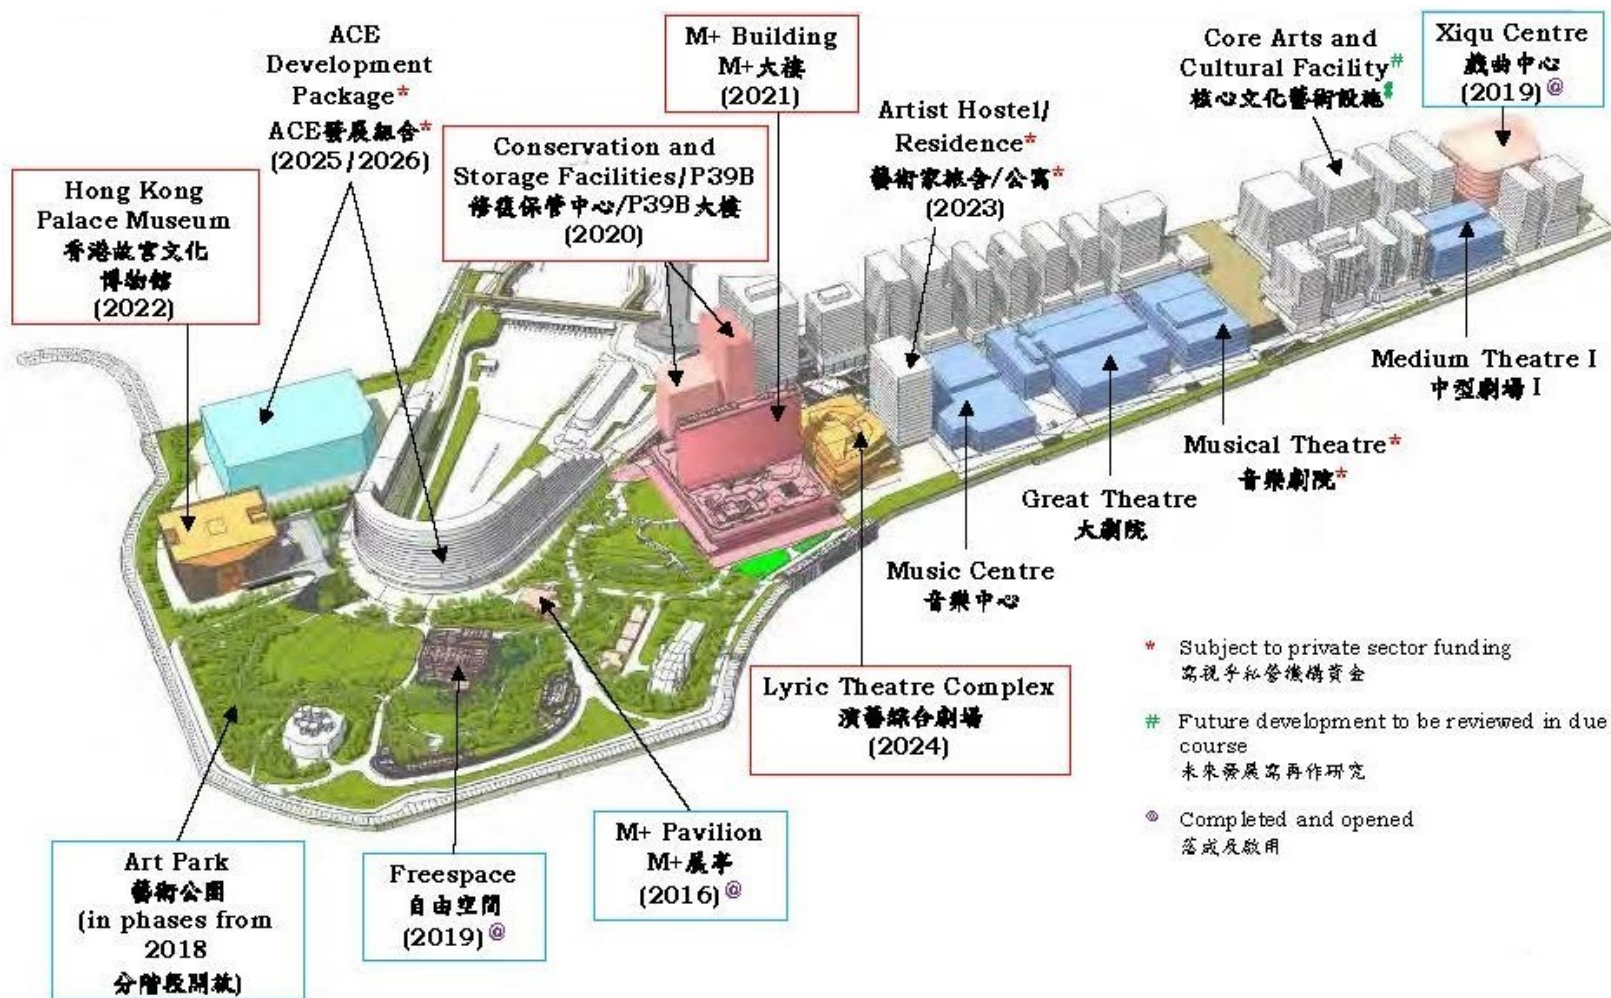 ACE
Development
Package*
ACE發展組合*
(2025/2026)
M+ Building
M+大樓
(2021)
Core Arts and
Cultural Facility#
核心文化藝術設施#
Xiqu Centre
戲曲中心
(2019)@
Conservation and
Storage Facilities/P39B
修復保管中心/P39B大樓
(2020)
Artist Hostel/
Residence*
藝術家旅舍/公寓*
(2023)
Hong Kong
Palace Museum
香港故宮文化
博物館
(2022)
Medium Theatre I
中型劇場 I
Musical Theatre*
音樂劇院*
Great Theatre
大劇院
Music Centre
音樂中心
Lyric Theatre Complex
演藝綜合劇場
(2024)
M+ Pavilion
M+展亭
(2016)@
Freespace
自由空間
(2019)@
Art Park
藝術公園
(in phases from
2018
分階段開放)
* Subject to private sector funding
需視乎私營機構資金
# Future development to be reviewed in due
course
未來發展需再作研究
@ Completed and opened
落成及啟用